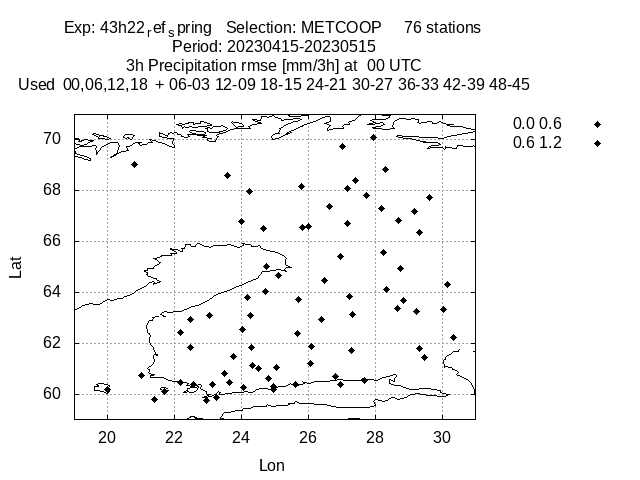 Exp: 43h22refspring Selection: METCOOP 76 stations
Period: 20230415-20230515
3h Precipitation rmse [mm/3h] at 00 UTC
Used 00,06,12,18 + 06-03 12-09 18-15 24-21 30-27 36-33 42-39 48-45
0.0 0.6
0.6 1.2
70
68
66
64
62
60
Lat
20 22 24 26 28 30
Lon